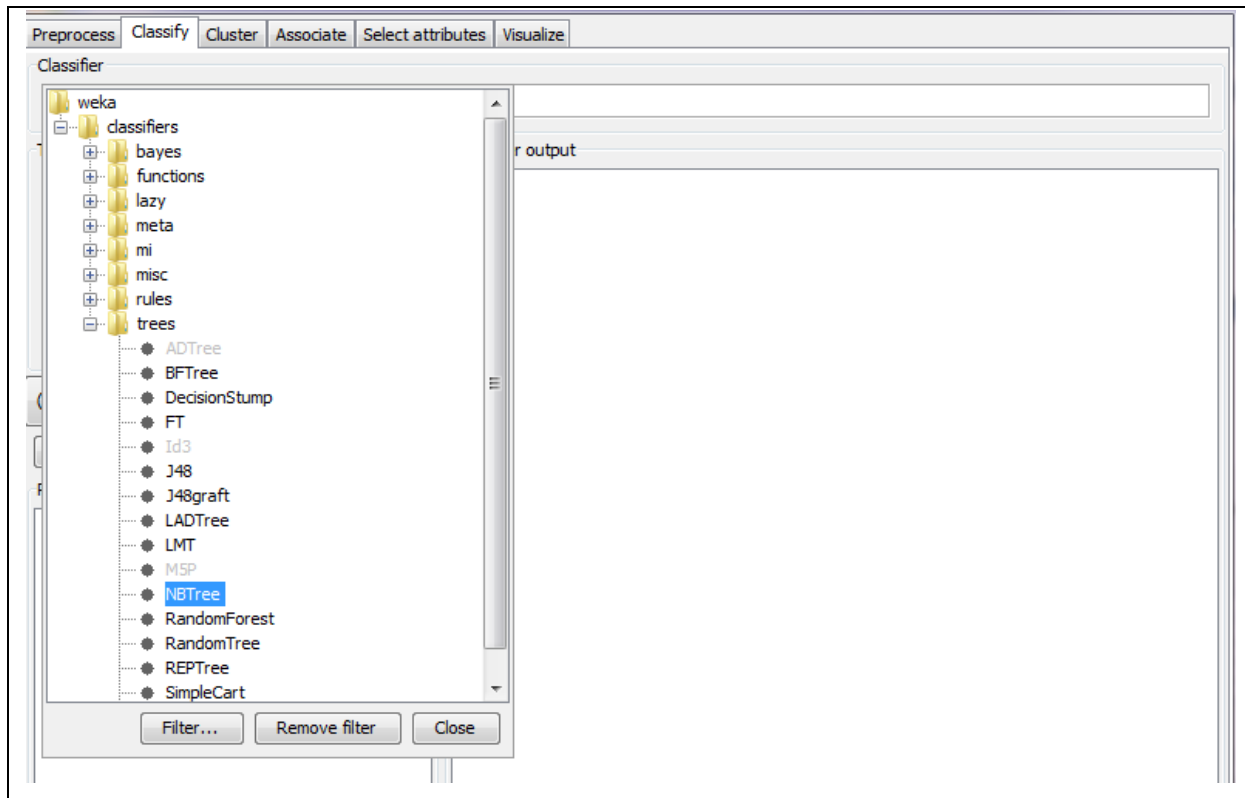 Preprocess Classify Cluster Associate Select attributes Visualize
Classifier
weka
classifiers
bayes
r output
functions
lazy
meta
mi
misc
rules
trees
ADTree
BFTree
DecisionStump
FT
Id3
J48
J48graft
LADTree
LMT
M5P
NBTree
RandomForest
RandomTree
REPTree
SimpleCart
Filter... Remove filter Close